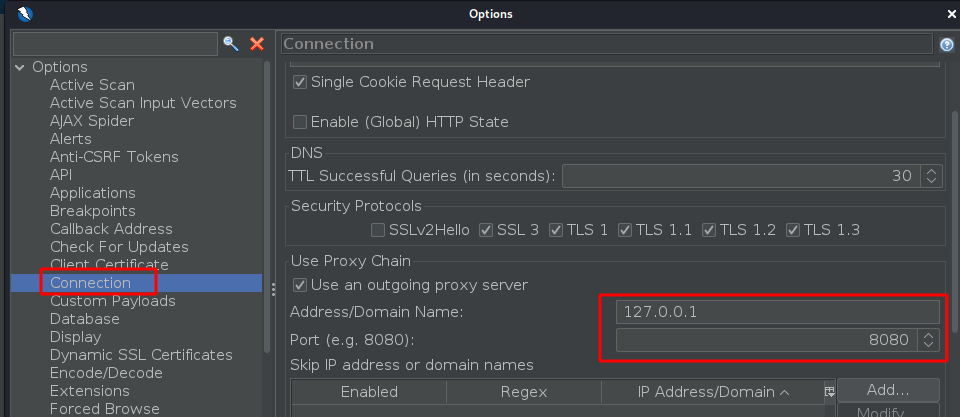 Options
Connection
Options
Active Scan
Active Scan Input Vectors
AJAX Spider
Alerts
Anti-CSRF Tokens
API
Applications
Breakpoints
Callback Address
Check For Updates
Client Certificate
Connection
Custom Payloads
Database
Display
Dynamic SSL Certificates
Encode/Decode
Extensions
Forced Browse
Single Cookie Request Header
Enable (Global) HTTP State
DNS
TTL Successful Queries (in seconds): 30
Security Protocols
SSLv2Hello SSL 3 TLS 1 TLS 1.1 TLS 1.2 TLS 1.3
Use Proxy Chain
Use an outgoing proxy server
Address/Domain Name: 127.0.0.1
Port (e.g. 8080): 8080
Skip IP address or domain names
Enabled Regex IP Address/Domain Add...
Modify...